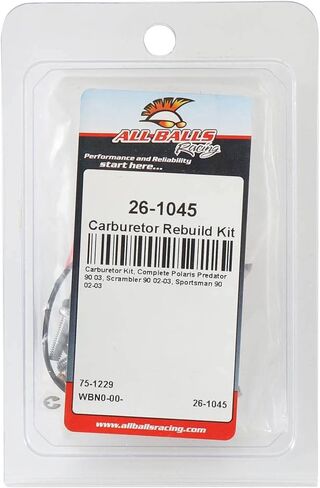 ALL BALLS
Racing
Performance and Reliability
start here...
26-1045
Carburetor Rebuild Kit
Carburetor Kit, Complete Polaris Predator
90 03, Scrambler 90 02-03, Sportsman 90
02-03
75-1229
WBN0-00-
26-1045
www.allballsracing.com